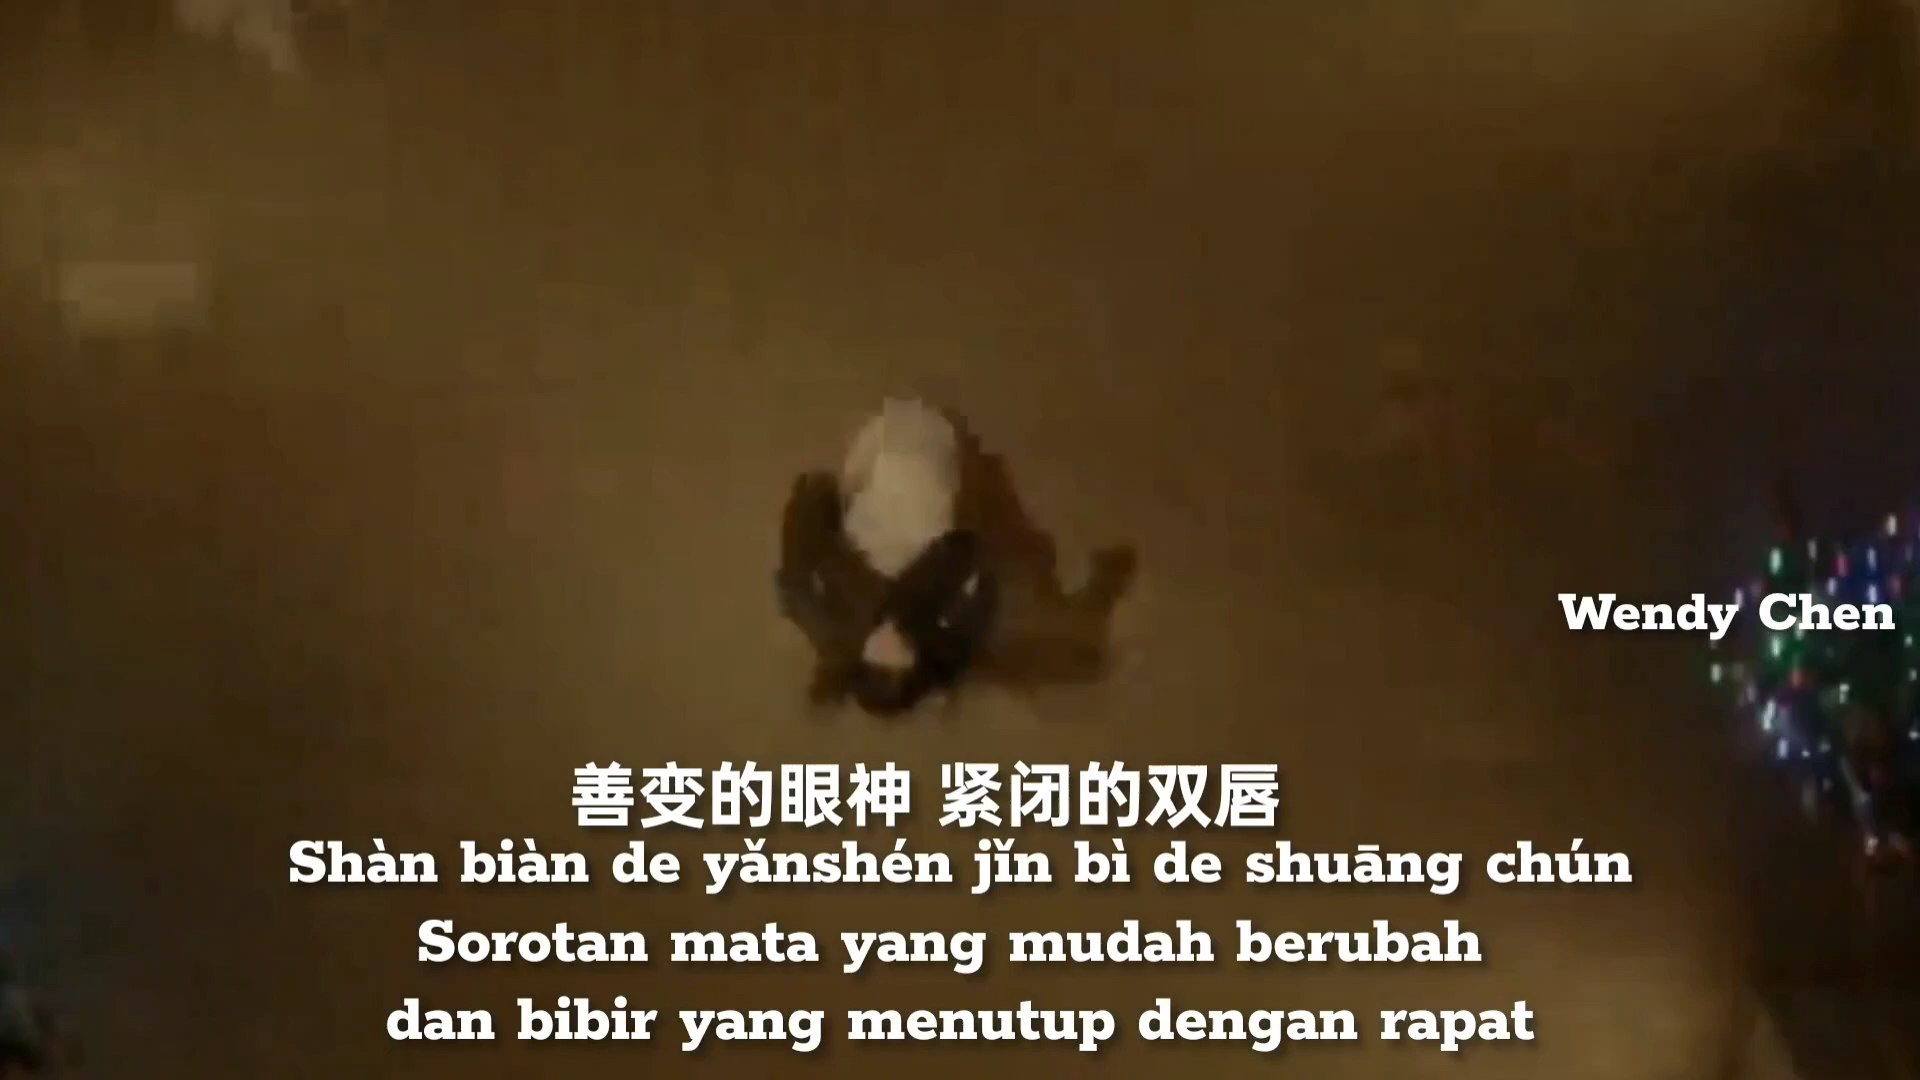 Wendy Chen
善变的眼神 紧闭的双唇
Shàn biàn de yǎnshén jǐn bì de shuāng chún
Sorotan mata yang mudah berubah
dan bibir yang menutup dengan rapat